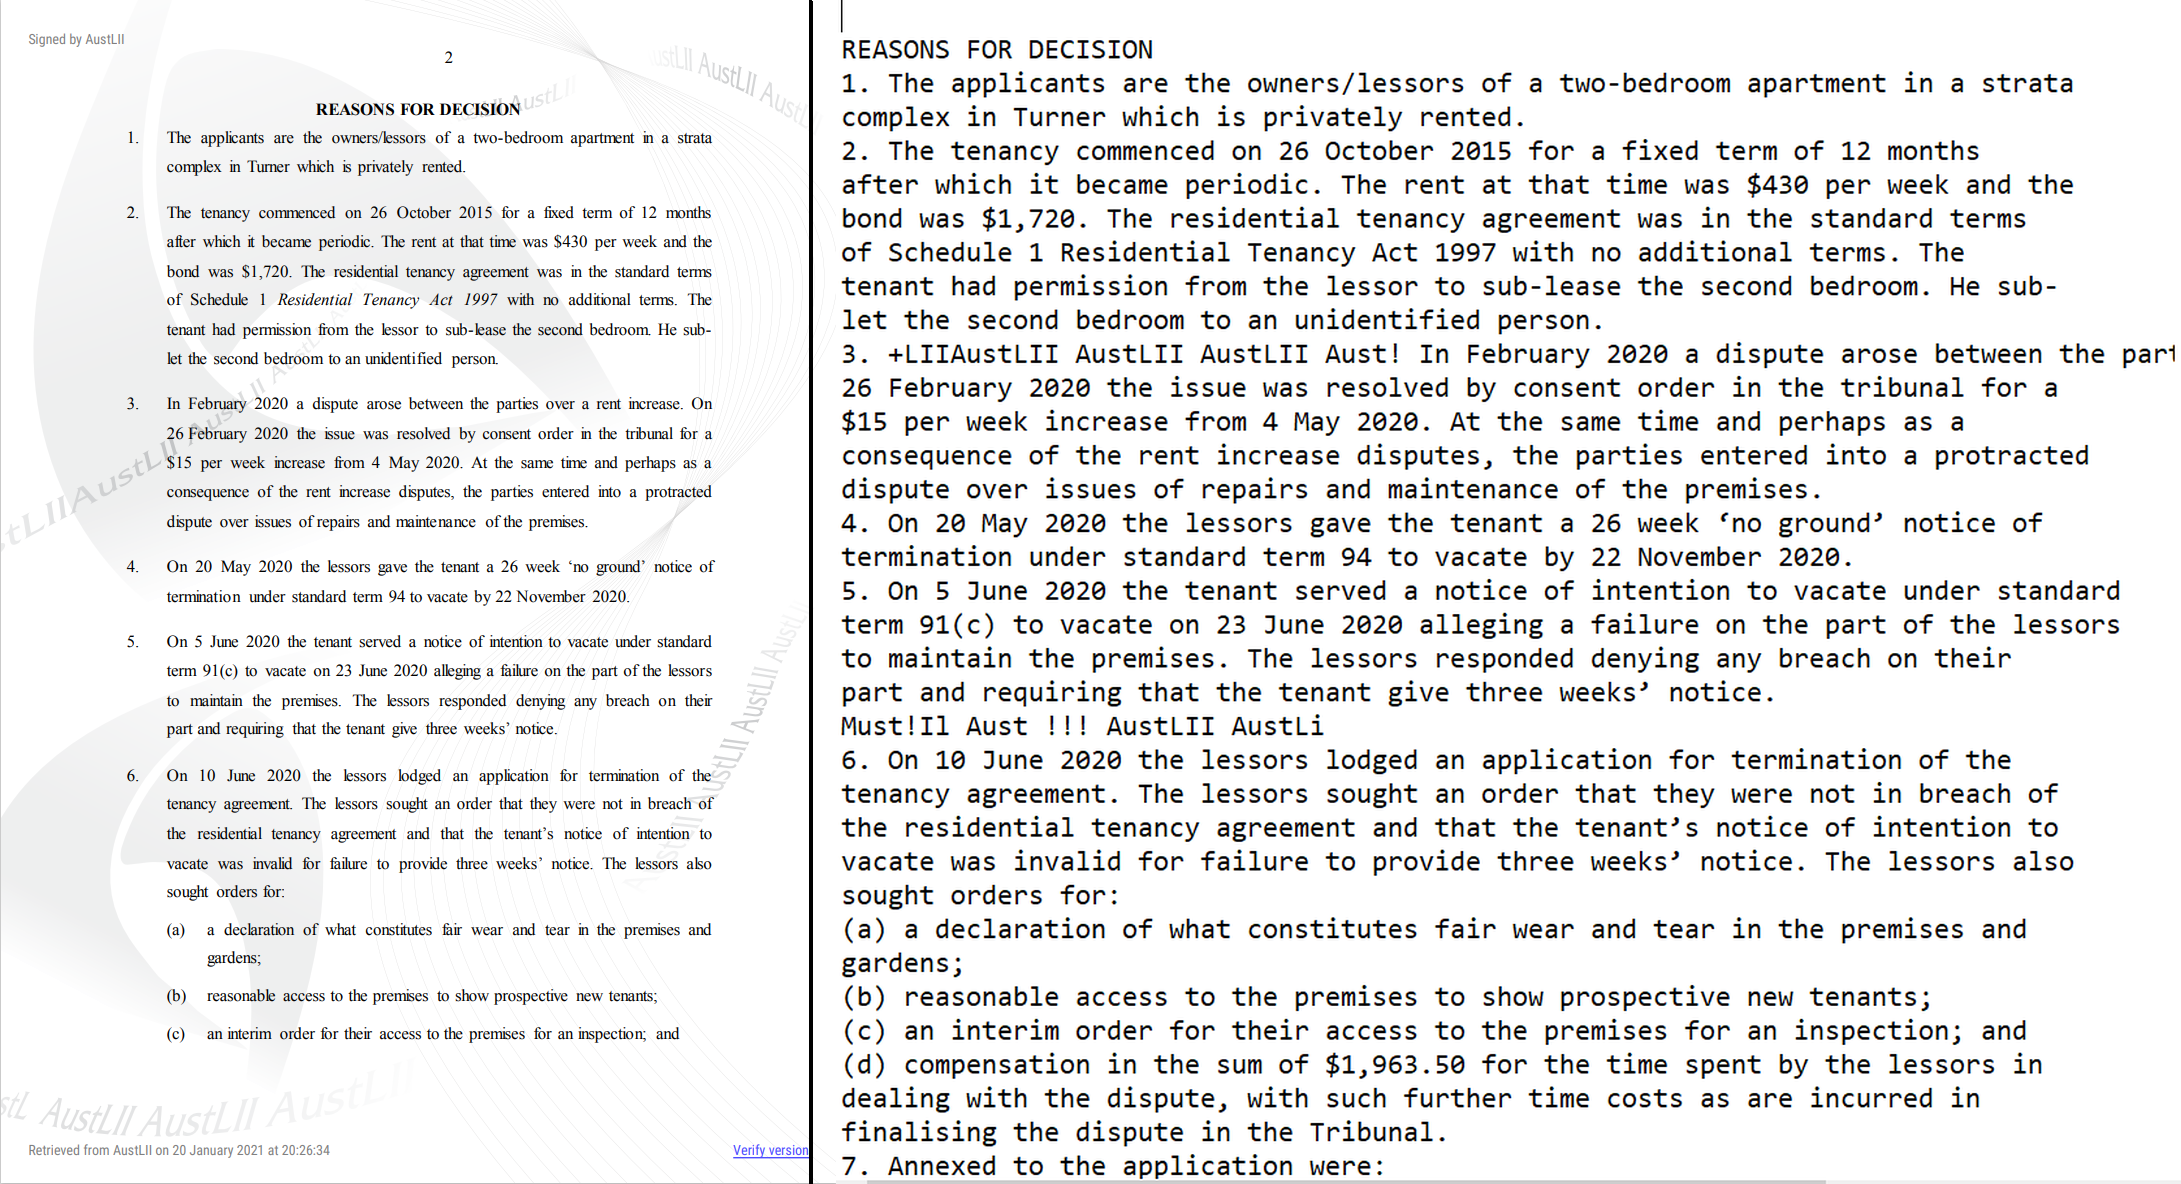 Signed by AustLII
2
REASONS FOR DECISION
1. The applicants are the owners/lessors of a two-bedroom apartment in a strata
complex in Turner which is privately rented.
2. The tenancy commenced on 26 October 2015 for a fixed term of 12 months
after which it became periodic. The rent at that time was $430 per week and the
bond was $1,720. The residential tenancy agreement was in the standard terms
of Schedule 1 Residential Tenancy Act 1997 with no additional terms. The
tenant had permission from the lessor to sub-lease the second bedroom. He sub-
let the second bedroom to an unidentified person.
3. In February 2020 a dispute arose between the parties over a rent increase. On
26 February 2020 the issue was resolved by consent order in the tribunal for a
$15 per week increase from 4 May 2020. At the same time and perhaps as a
consequence of the rent increase disputes, the parties entered into a protracted
dispute over issues of repairs and maintenance of the premises.
4. On 20 May 2020 the lessors gave the tenant a 26 week ‘no ground’ notice of
termination under standard term 94 to vacate by 22 November 2020.
5. On 5 June 2020 the tenant served a notice of intention to vacate under standard
term 91(c) to vacate on 23 June 2020 alleging a failure on the part of the lessors
to maintain the premises. The lessors responded denying any breach on their
part and requiring that the tenant give three weeks’ notice.
6. On 10 June 2020 the lessors lodged an application for termination of the
tenancy agreement. The lessors sought an order that they were not in breach of
the residential tenancy agreement and that the tenant’s notice of intention to
vacate was invalid for failure to provide three weeks’ notice. The lessors also
sought orders for:
(a) a declaration of what constitutes fair wear and tear in the premises and
gardens;
(b) reasonable access to the premises to show prospective new tenants;
(c) an interim order for their access to the premises for an inspection; and
AustLII AustLII AustLII
Retrieved from AustLII on 20 January 2021 at 20:26:34
Verify version
REASONS FOR DECISION
1. The applicants are the owners/lessors of a two-bedroom apartment in a strata
complex in Turner which is privately rented.
2. The tenancy commenced on 26 October 2015 for a fixed term of 12 months
after which it became periodic. The rent at that time was $430 per week and the
bond was $1,720. The residential tenancy agreement was in the standard terms
of Schedule 1 Residential Tenancy Act 1997 with no additional terms. The
tenant had permission from the lessor to sub-lease the second bedroom. He sub-
let the second bedroom to an unidentified person.
3. +LIIAustLII AustLII AustLII Aust! In February 2020 a dispute arose between the part
26 February 2020 the issue was resolved by consent order in the tribunal for a
$15 per week increase from 4 May 2020. At the same time and perhaps as a
consequence of the rent increase disputes, the parties entered into a protracted
dispute over issues of repairs and maintenance of the premises.
4. On 20 May 2020 the lessors gave the tenant a 26 week ‘no ground’ notice of
termination under standard term 94 to vacate by 22 November 2020.
5. On 5 June 2020 the tenant served a notice of intention to vacate under standard
term 91(c) to vacate on 23 June 2020 alleging a failure on the part of the lessors
to maintain the premises. The lessors responded denying any breach on their
part and requiring that the tenant give three weeks’ notice.
Must!Il Aust !!! AustLII AustLi
6. On 10 June 2020 the lessors lodged an application for termination of the
tenancy agreement. The lessors sought an order that they were not in breach of
the residential tenancy agreement and that the tenant’s notice of intention to
vacate was invalid for failure to provide three weeks’ notice. The lessors also
sought orders for:
(a) a declaration of what constitutes fair wear and tear in the premises and
gardens;
(b) reasonable access to the premises to show prospective new tenants;
(c) an interim order for their access to the premises for an inspection; and
(d) compensation in the sum of $1,963.50 for the time spent by the lessors in
dealing with the dispute, with such further time costs as are incurred in
finalising the dispute in the Tribunal.
7. Annexed to the application were: